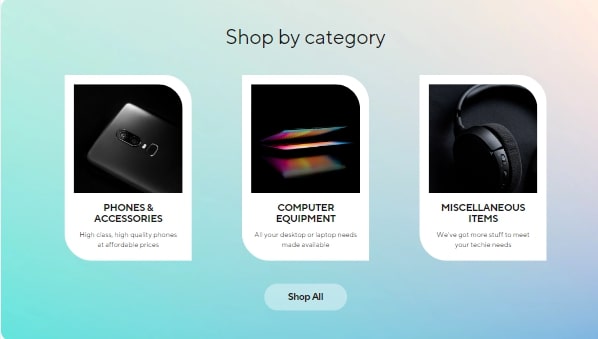 Shop by category
PHONES &
ACCESSORIES
High class, high quality phones
at affordable prices
COMPUTER
EQUIPMENT
All your desktop or laptop needs
made available
MISCELLANEOUS
ITEMS
We've got more stuff to meet
your techie needs
Shop All